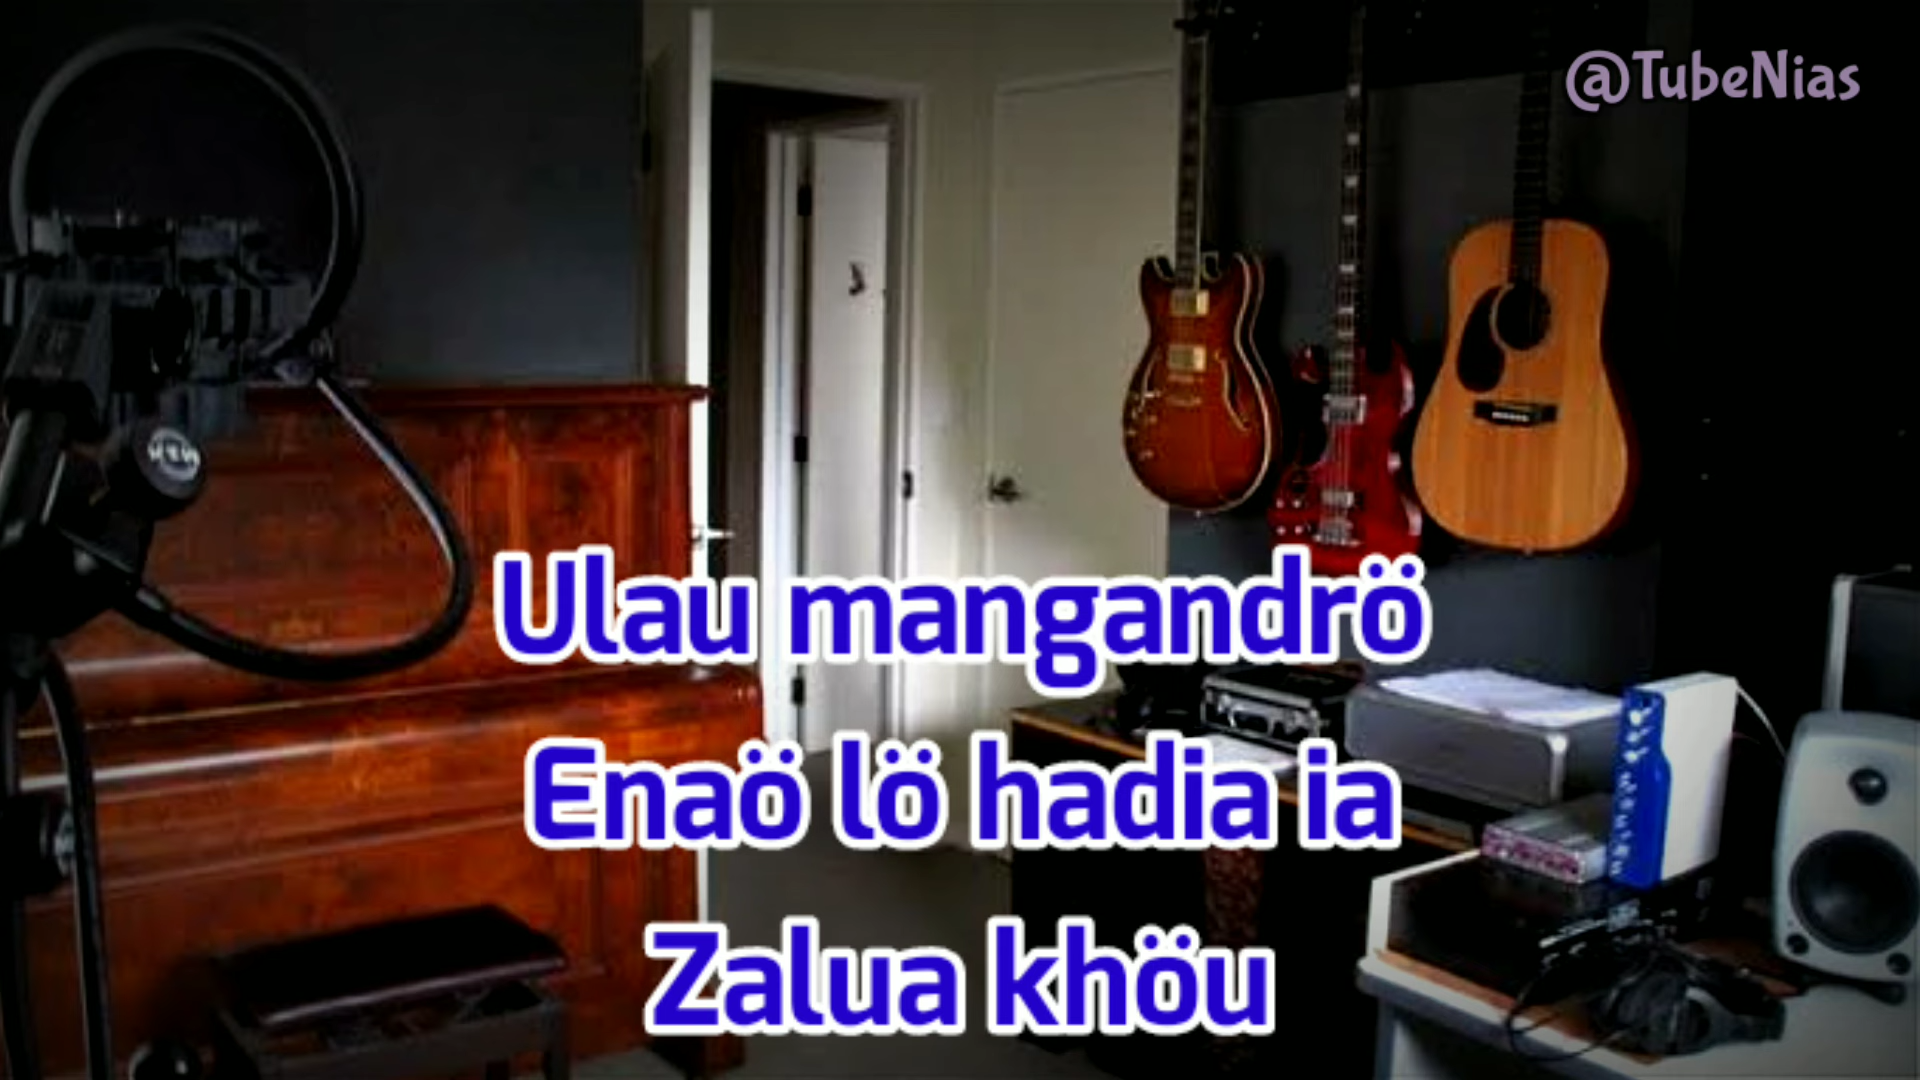 @TubeNias
Ulau mangandrö
Enaö lö hadia ia
Zalua khöu